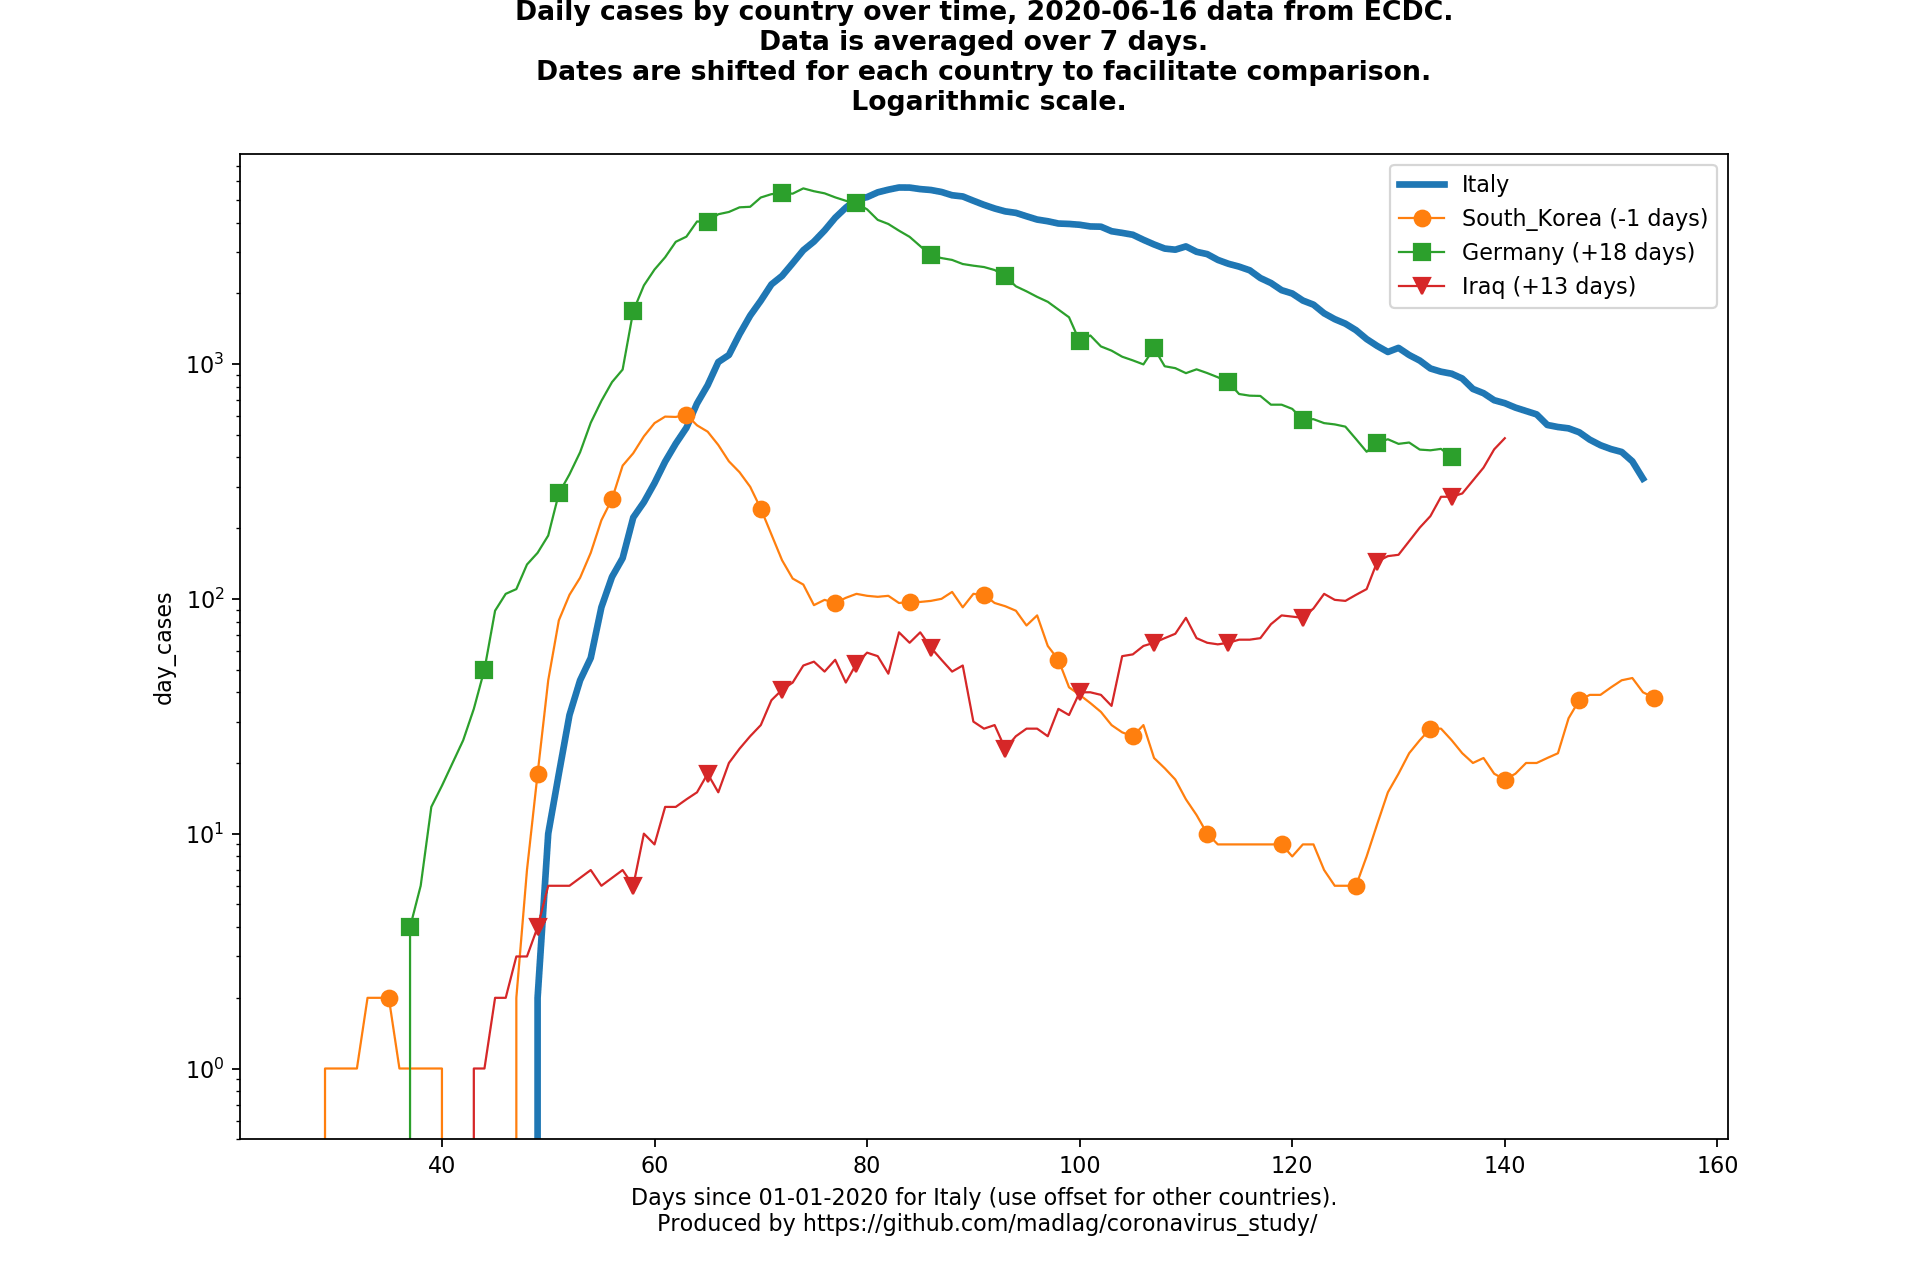 Daily cases by country over time, 2020-06-16 data from ECDC.
Data is averaged over 7 days.
Dates are shifted for each country to facilitate comparison.
Logarithmic scale.
Italy
South_Korea (-1 days)
Germany (+18 days)
Iraq (+13 days)
day_cases
10³
10²
10¹
10⁰
40 60 80 100 120 140 160
Days since 01-01-2020 for Italy (use offset for other countries).
Produced by https://github.com/madlag/coronavirus_study/